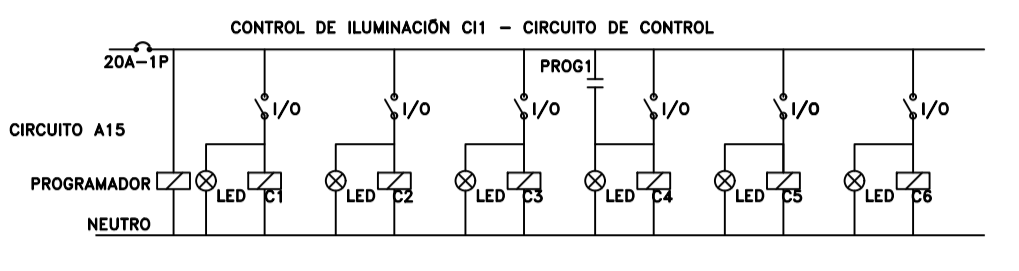 CONTROL DE ILUMINACIÓN CI1 - CIRCUITO DE CONTROL
20A-1P
PROG1
I/O
I/O
I/O
I/O
I/O
I/O
CIRCUITO A15
PROGRAMADOR
LED C1
LED C2
LED C3
LED C4
LED C5
LED C6
NEUTRO